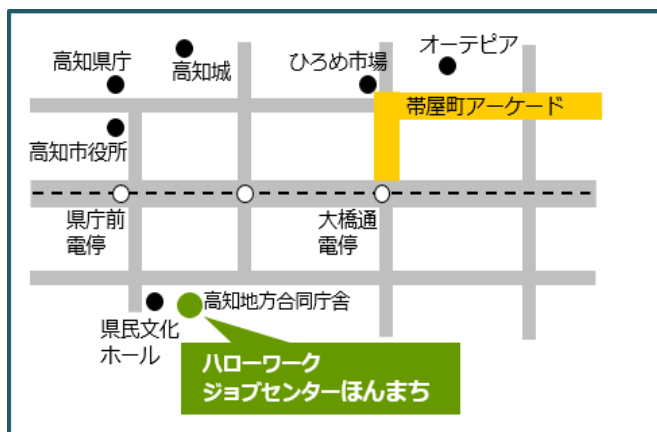 高知県庁
高知城
ひろめ市場
オーテピア
帯屋町アーケード
高知市役所
県庁前
電停
大橋通
電停
高知地方合同庁舎
県民文化
ホール
ハローワーク
ジョブセンターほんまち